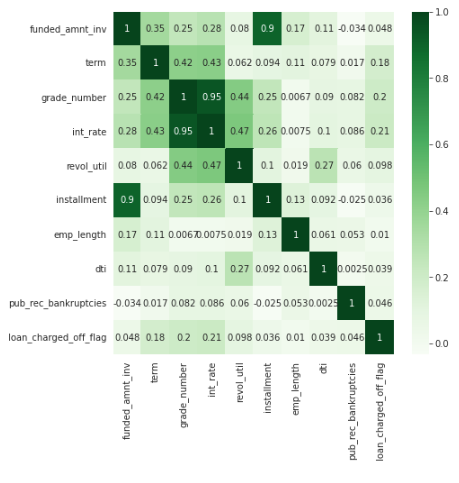 funded_amnt_inv 1 0.35 0.25 0.28 0.08 0.9 0.17 0.11 -0.034 0.048
term 0.35 1 0.42 0.43 0.062 0.094 0.11 0.079 0.017 0.18
grade_number 0.25 0.42 1 0.95 0.44 0.25 0.0067 0.09 0.082 0.2
int_rate 0.28 0.43 0.95 1 0.47 0.26 0.0075 0.1 0.086 0.21
revol_util 0.08 0.062 0.44 0.47 1 0.1 0.019 0.27 0.06 0.098
installment 0.9 0.094 0.25 0.26 0.1 1 0.13 0.092 -0.025 0.036
emp_length 0.17 0.11 0.0067 0.0075 0.019 0.13 1 0.061 0.053 0.01
dti 0.11 0.079 0.09 0.1 0.27 0.092 0.061 1 0.0025 0.039
pub_rec_bankruptcies -0.034 0.017 0.082 0.086 0.06 -0.025 0.053 0.0025 1 0.046
loan_charged_off_flag 0.048 0.18 0.2 0.21 0.098 0.036 0.01 0.039 0.046 1
funded_amnt_inv
term
grade_number
int_rate
revol_util
installment
emp_length
dti
pub_rec_bankruptcies
loan_charged_off_flag
1.0
0.8
0.6
0.4
0.2
0.0